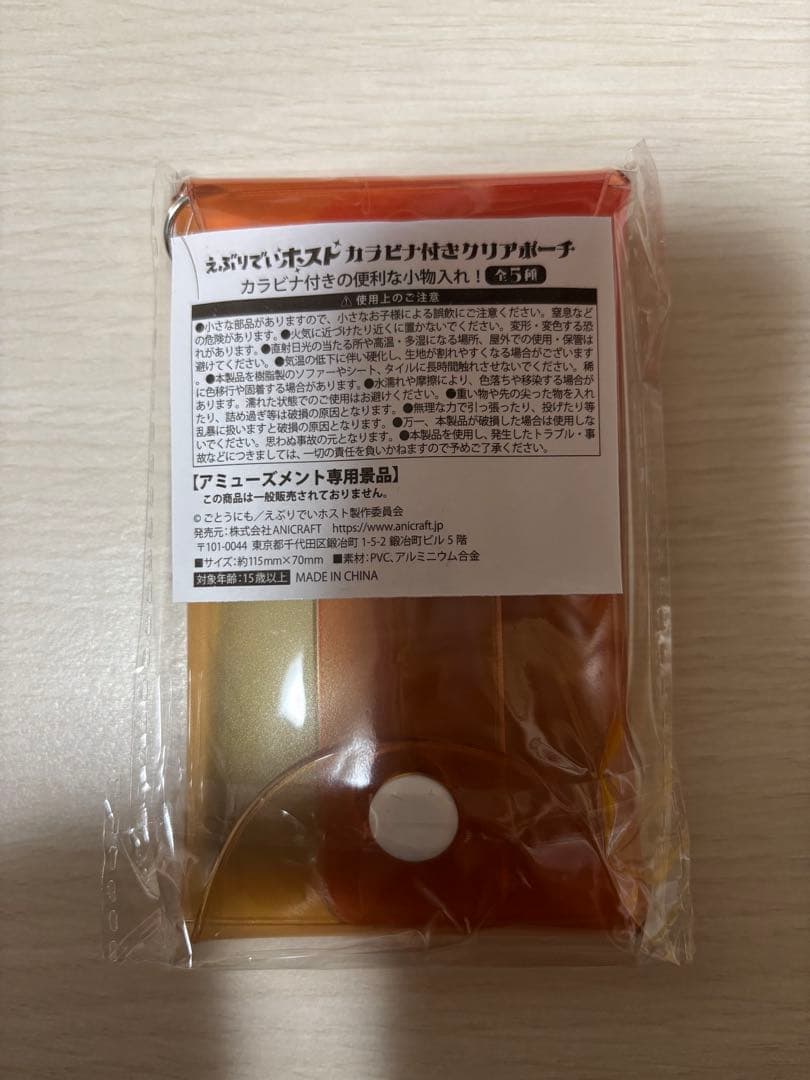 えぶりでいホスト カラビナ付きクリアポーチ
カラビナ付きの便利な小物入れ！ 全5種
⚠使用上のご注意
●小さな部品がありますので、小さなお子様による誤飲にご注意ください。窒息など
の危険があります。●火気に近づけたり近くに置かないでください。変形・変色する恐
れがあります。●直射日光の当たる所や高温・多湿になる場所、屋外での使用・保管は
避けてください。●気温の低下に伴い硬化し、生地が割れやすくなる場合がございます
。●本製品を樹脂製のソファーやシート、タイルに長時間触れさせないでください。稀
に色移行や固着する場合があります。●水濡れや摩擦により、色落ちや移染する場合が
あります。濡れた状態でのご使用はお避けください。●重い物や先の尖った物を入れ
たり、詰め過ぎ等は破損の原因となります。●無理な力で引っ張ったり、投げたり等
乱暴に扱いますと破損の原因となります。●万一、本製品が破損した場合は使用しな
いでください。思わぬ事故の元となります。●本製品を使用し、発生したトラブル・事
故などにつきましては、一切の責任を負いかねますので予めご了承ください。
【アミューズメント専用景品】
この商品は一般販売されておりません。
©ごとうにも／えぶりでいホスト製作委員会
発売元：株式会社ANICRAFT https://www.anicraft.jp
〒101-0044 東京都千代田区鍛冶町1-5-2 鍛冶町ビル5階
■サイズ：約115mm×70mm ■素材：PVC、アルミニウム合金
対象年齢：15歳以上 MADE IN CHINA